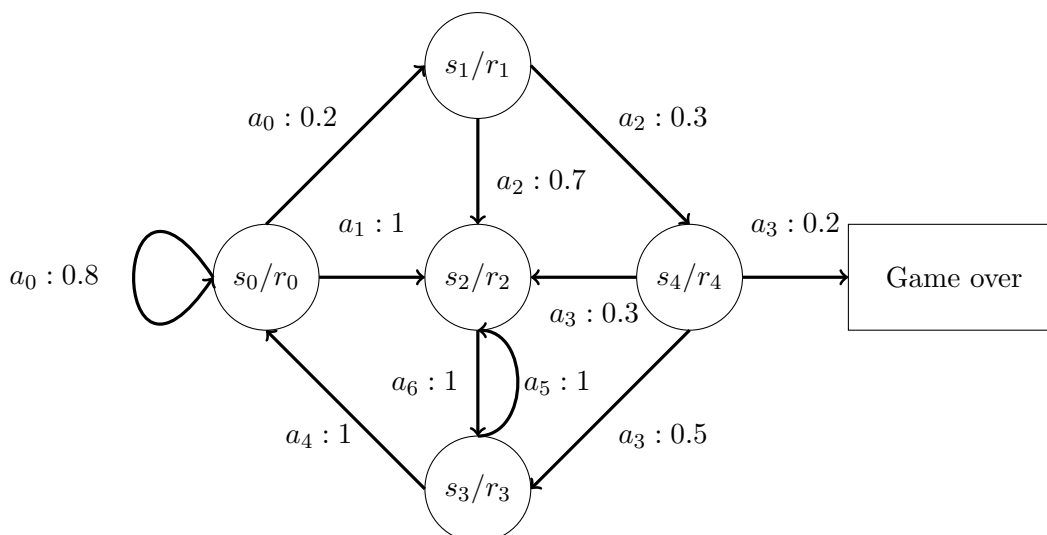 s₁/r₁
a₀ : 0.2
a₂ : 0.3
a₂ : 0.7
a₁ : 1
a₃ : 0.2
a₀ : 0.8
s₀/r₀
s₂/r₂
s₄/r₄
Game over
a₃ : 0.3
a₆ : 1
a₅ : 1
a₄ : 1
a₃ : 0.5
s₃/r₃